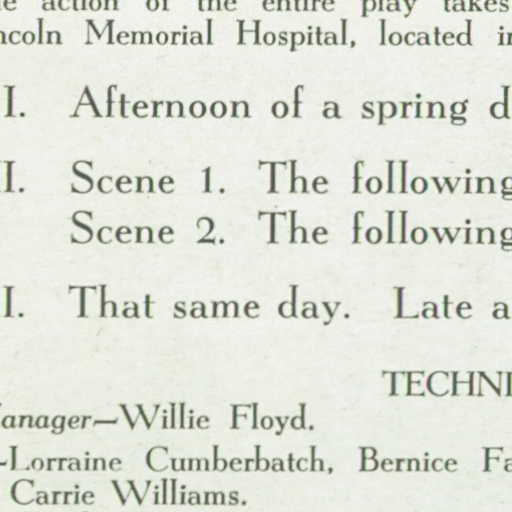 action of the entire play takes
ncoln Memorial Hospital, located in
I. Afternoon of a spring d
I. Scene 1. The following
Scene 2. The following
I. That same day. Late a
TECHNI
anager—Willie Floyd.
-Lorraine Cumberbatch, Bernice Fa
Carrie Williams.